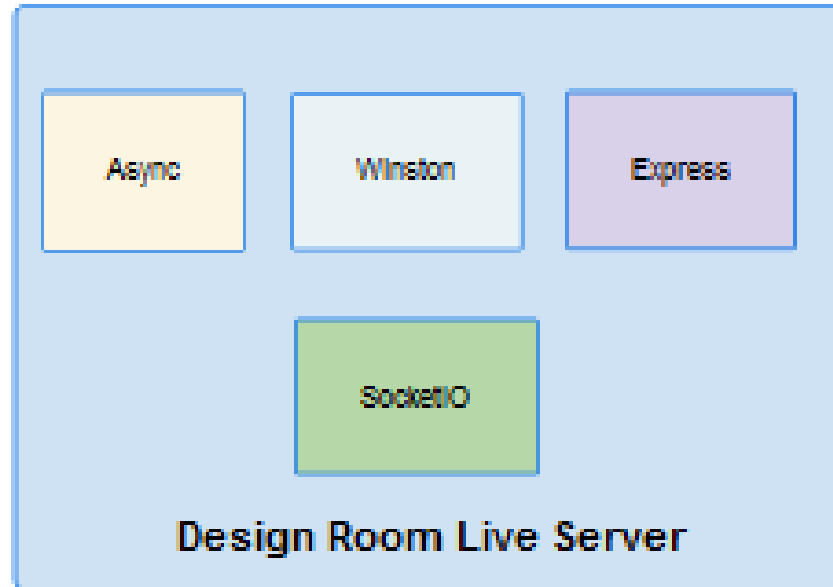 Async
Winston
Express
SocketIO
Design Room Live Server